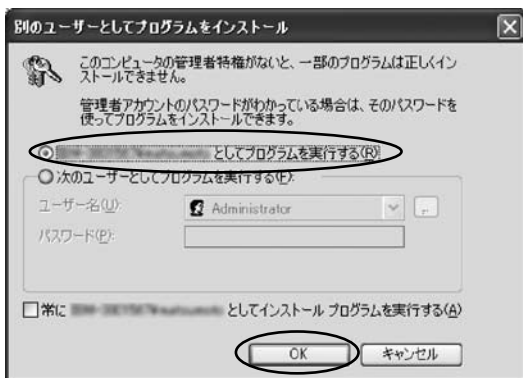 別のユーザーとしてプログラムをインストール
このコンピュータの管理者特権がないと、一部のプログラムは正しくイン
ストールできません。
管理者アカウントのパスワードがわかっている場合は、そのパスワードを
使ってプログラムをインストールできます。
としてプログラムを実行する(R)
次のユーザーとしてプログラムを実行する(F):
ユーザー名(U):
Administrator
パスワード(P):
常に としてインストール プログラムを実行する(A)
OK
キャンセル